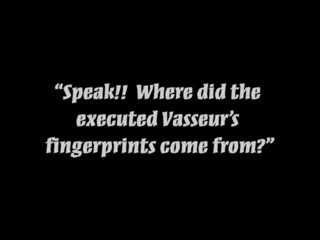 “Speak!!  Where did the
executed Vasseur’s
fingerprints come from?”